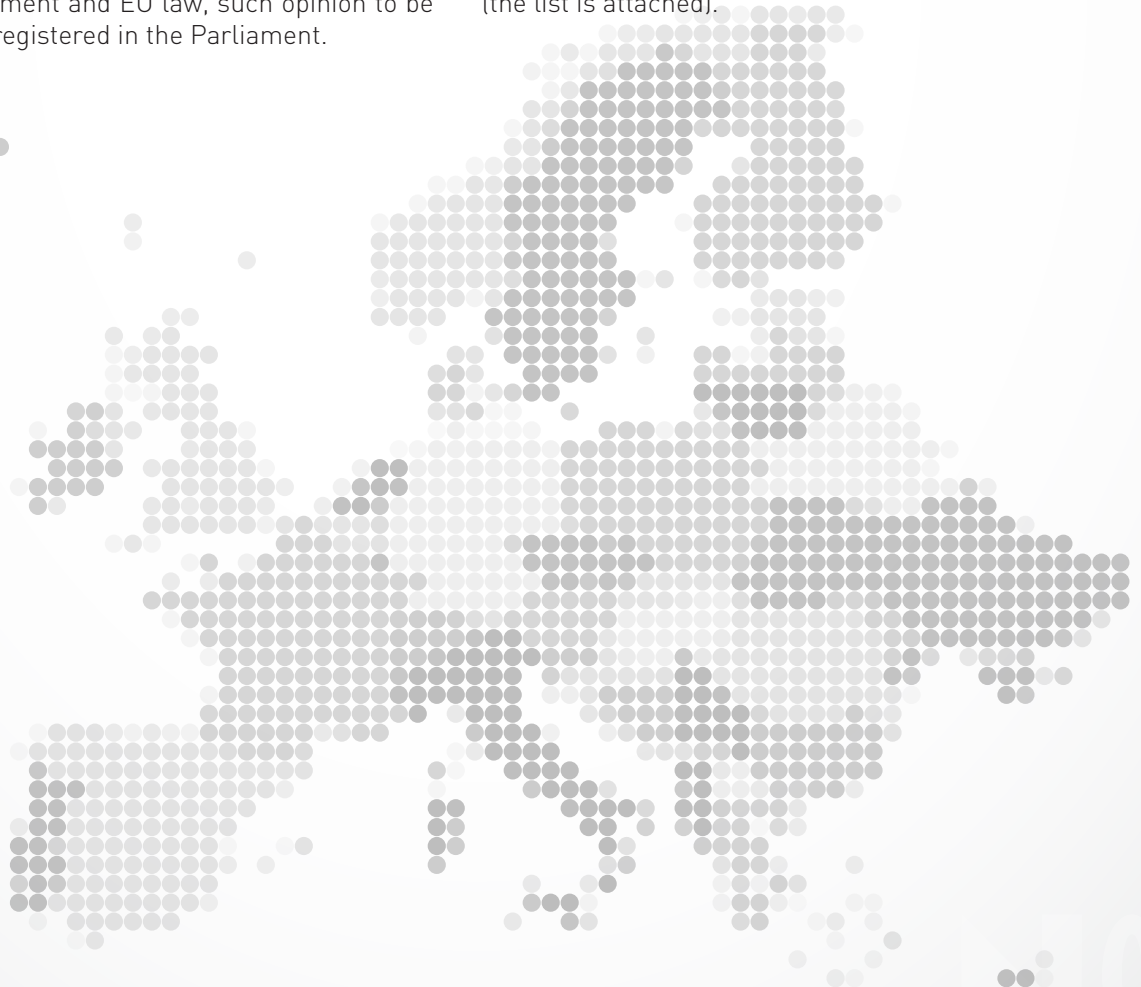 ment and EU law, such opinion to be
registered in the Parliament.
(the list is attached).